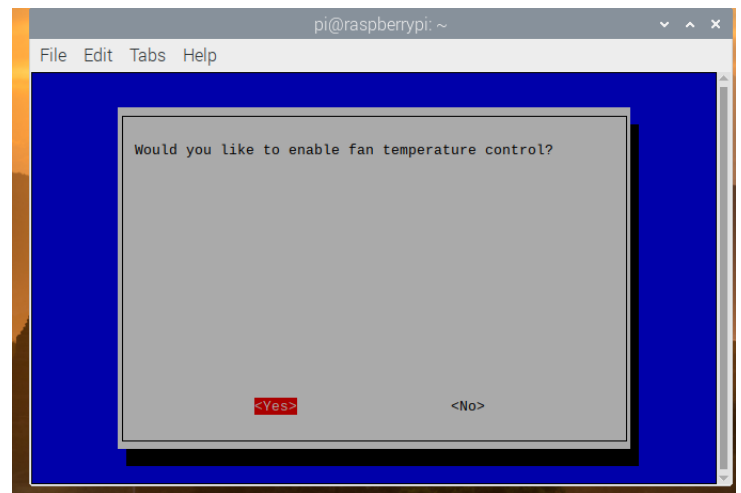 pi@raspberrypi: ~
File Edit Tabs Help
Would you like to enable fan temperature control?
<Yes> <No>